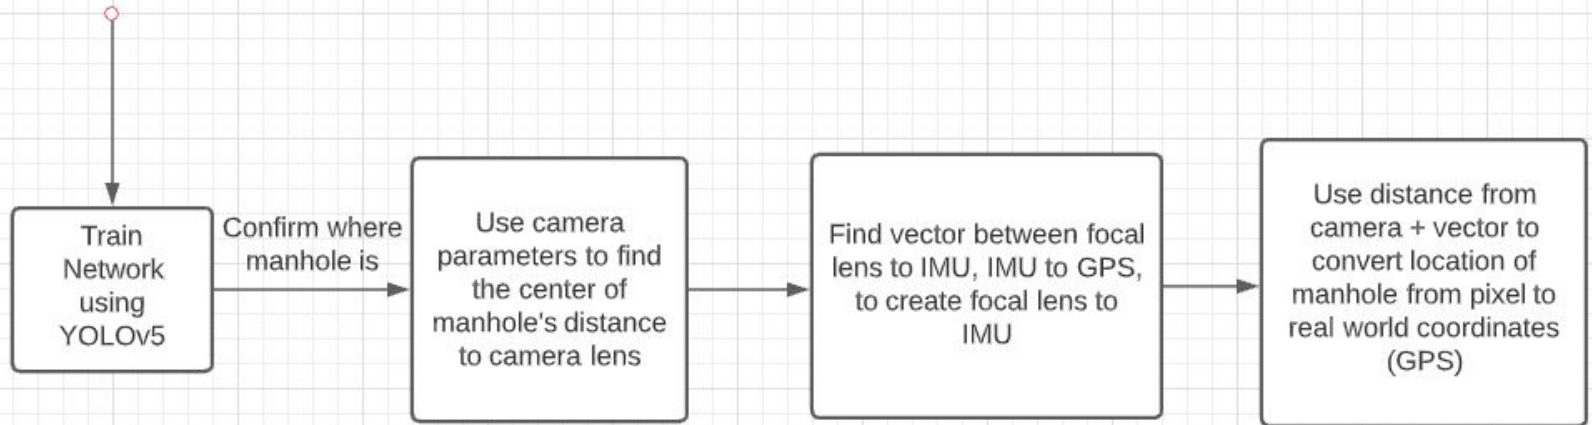 Train
Network
using
YOLOv5
Confirm where
manhole is
Use camera
parameters to find
the center of
manhole's distance
to camera lens
Find vector between focal
lens to IMU, IMU to GPS,
to create focal lens to
IMU
Use distance from
camera + vector to
convert location of
manhole from pixel to
real world coordinates
(GPS)